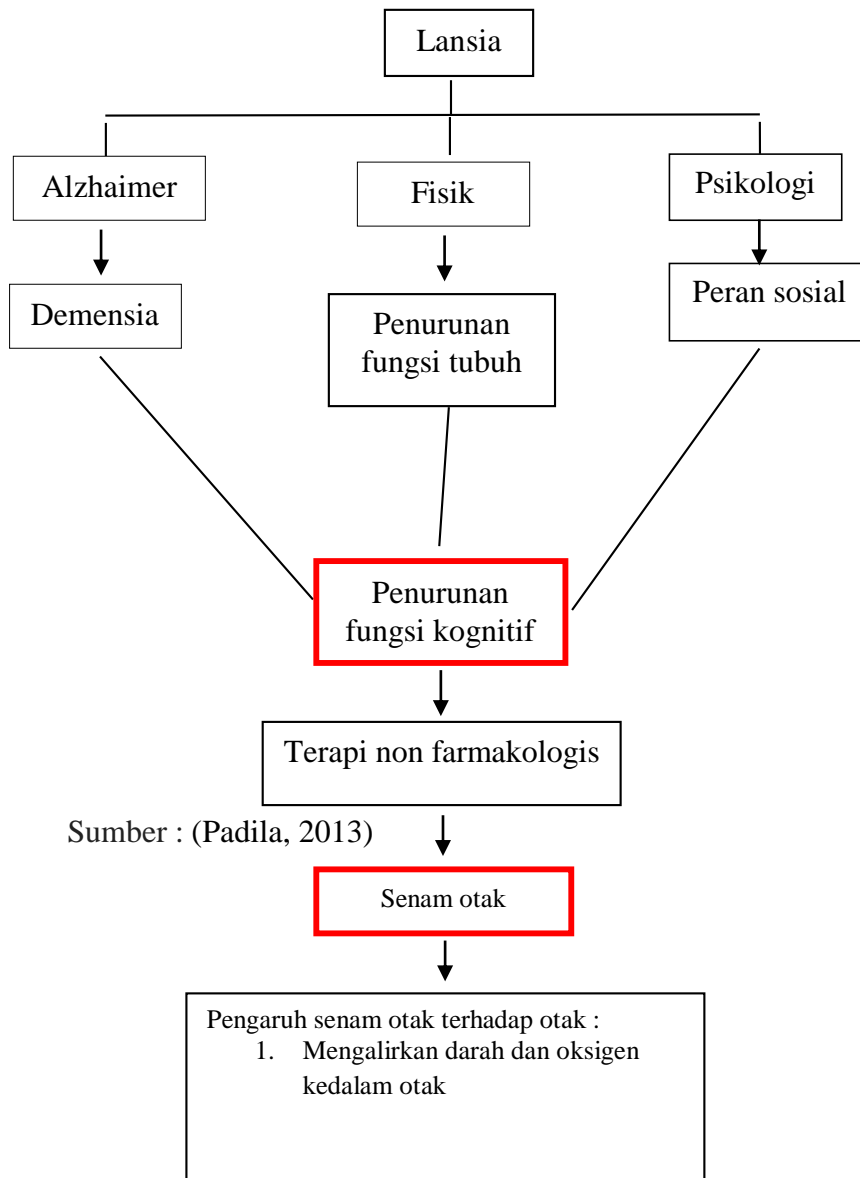 Lansia
Alzhaimer
Fisik
Psikologi
Demensia
Penurunan
fungsi tubuh
Peran sosial
Penurunan
fungsi kognitif
Terapi non farmakologis
Sumber : (Padila, 2013)
Senam otak
Pengaruh senam otak terhadap otak :
1. Mengalirkan darah dan oksigen
kedalam otak